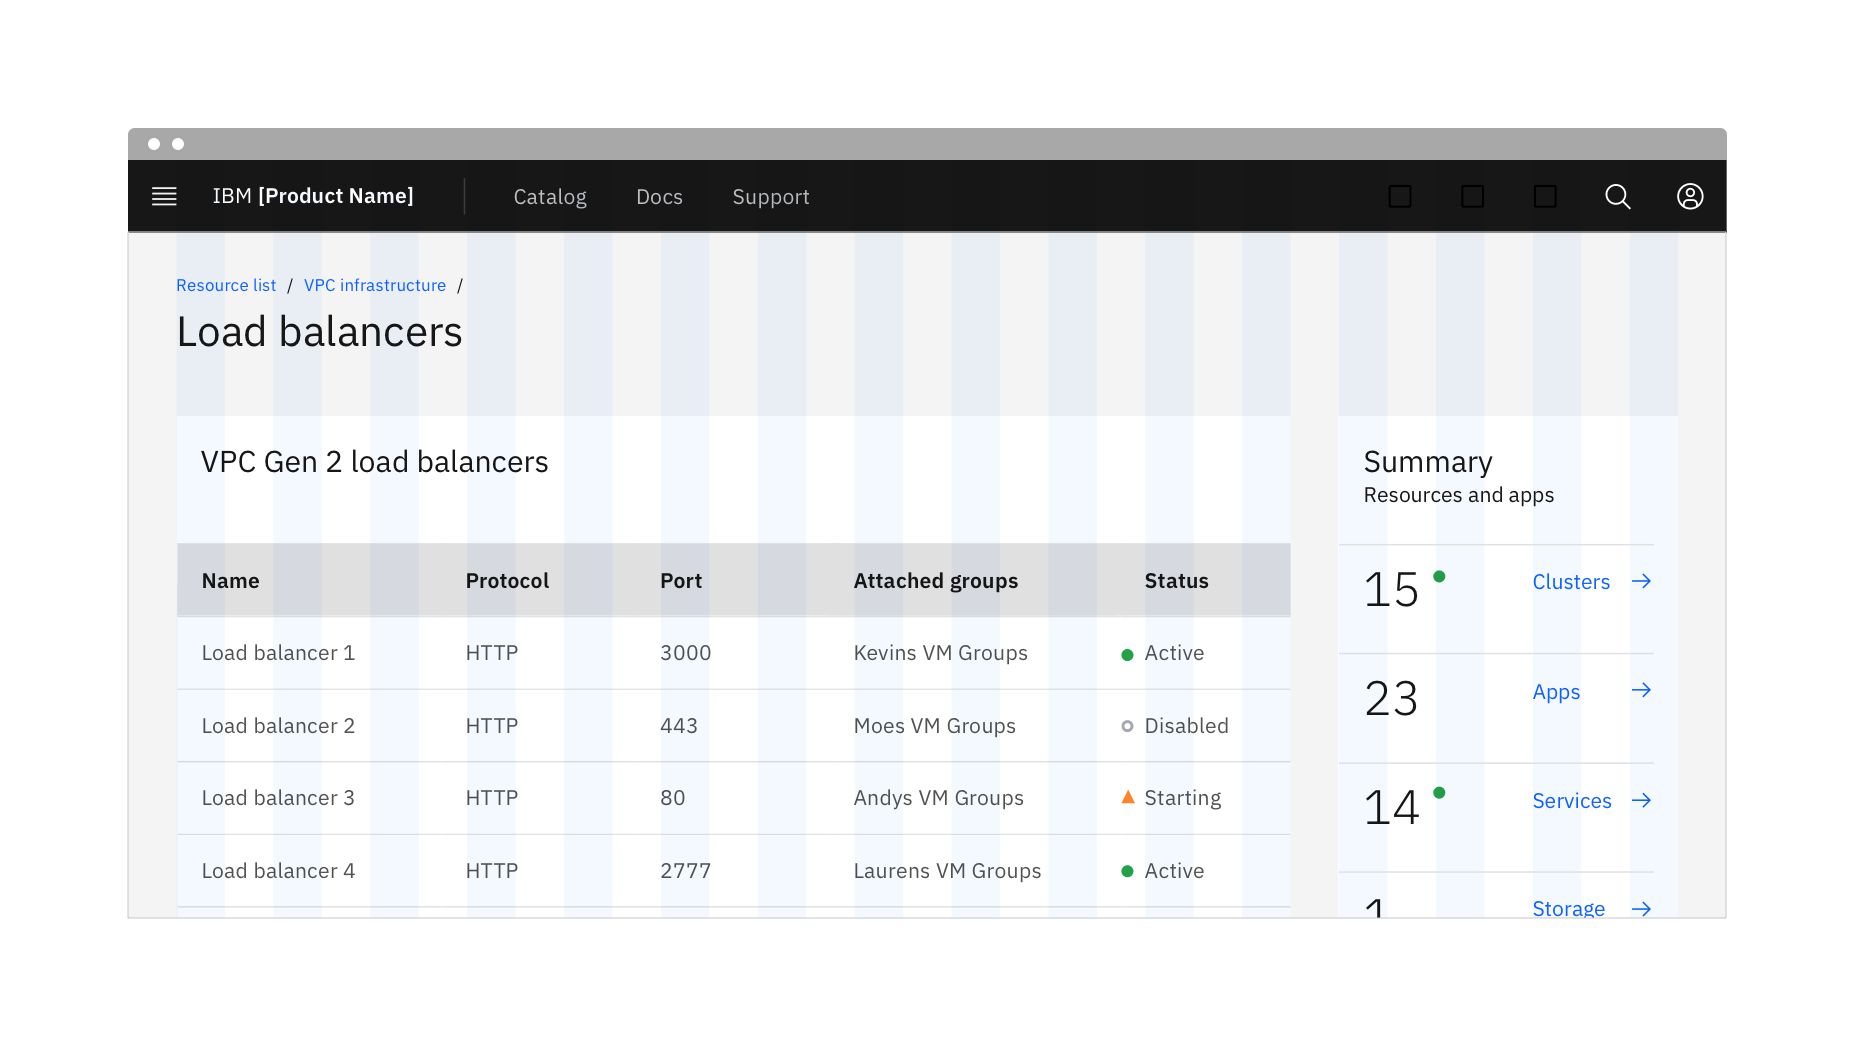 IBM [Product Name] Catalog Docs Support
Resource list / VPC infrastructure /
Load balancers
VPC Gen 2 load balancers
Name Protocol Port Attached groups Status
Load balancer 1 HTTP 3000 Kevins VM Groups Active
Load balancer 2 HTTP 443 Moes VM Groups Disabled
Load balancer 3 HTTP 80 Andys VM Groups Starting
Load balancer 4 HTTP 2777 Laurens VM Groups Active
Summary
Resources and apps
15 Clusters
23 Apps
14 Services
1 Storage